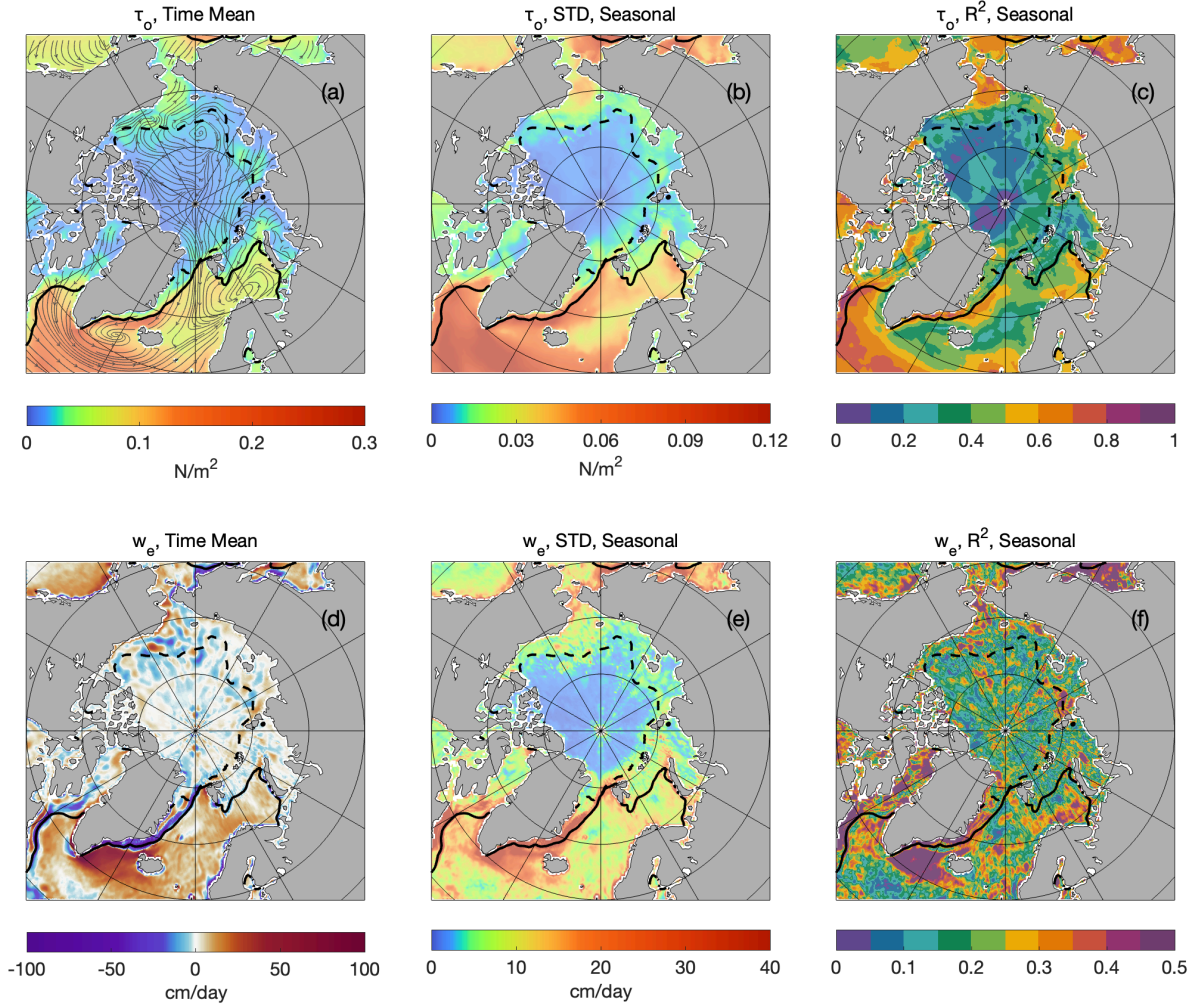 τo, Time Mean
τo, STD, Seasonal
τo, R2, Seasonal
(a)
(b)
(c)
0 0.1 0.2 0.3
N/m2
0 0.03 0.06 0.09 0.12
N/m2
0 0.2 0.4 0.6 0.8 1
we, Time Mean
we, STD, Seasonal
we, R2, Seasonal
(d)
(e)
(f)
-100 -50 0 50 100
cm/day
0 10 20 30 40
cm/day
0 0.1 0.2 0.3 0.4 0.5